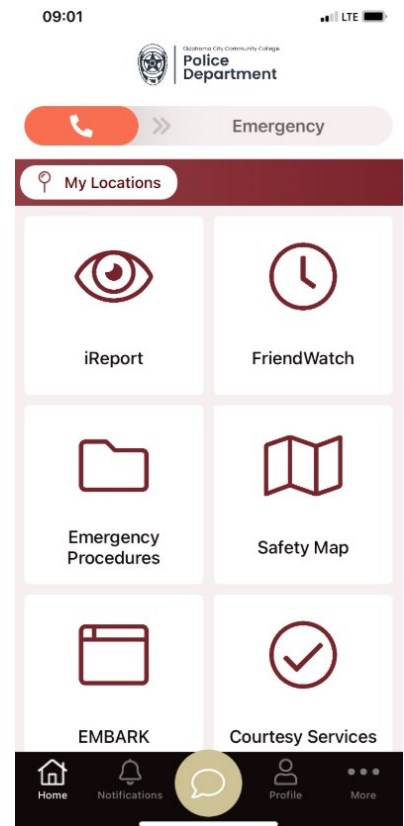 09:01
LTE
Oklahoma City Community College
Police
Department
Emergency
My Locations
iReport
FriendWatch
Emergency
Procedures
Safety Map
EMBARK
Courtesy Services
Home
Notifications
Profile
More